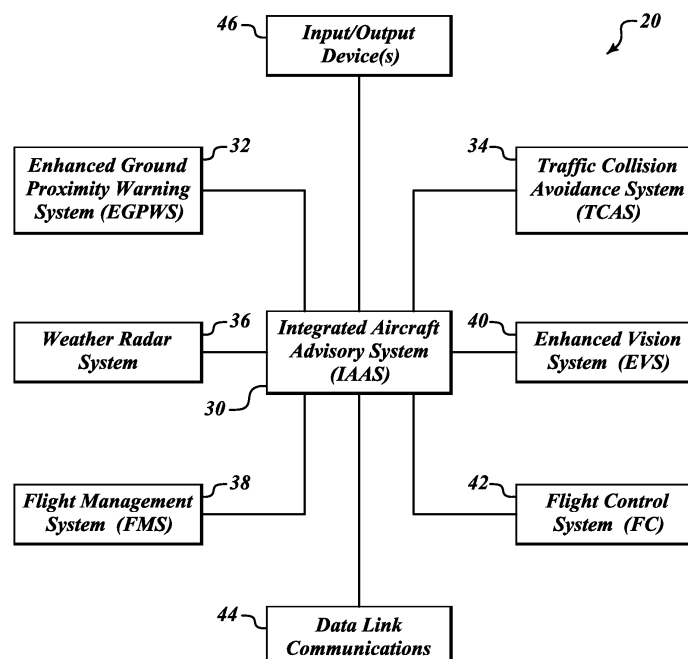 46
Input/Output
Device(s)
20
32
Enhanced Ground
Proximity Warning
System (EGPWS)
34
Traffic Collision
Avoidance System
(TCAS)
36
Weather Radar
System
Integrated Aircraft
Advisory System
(IAAS)
30
40
Enhanced Vision
System (EVS)
38
Flight Management
System (FMS)
42
Flight Control
System (FC)
44
Data Link
Communications